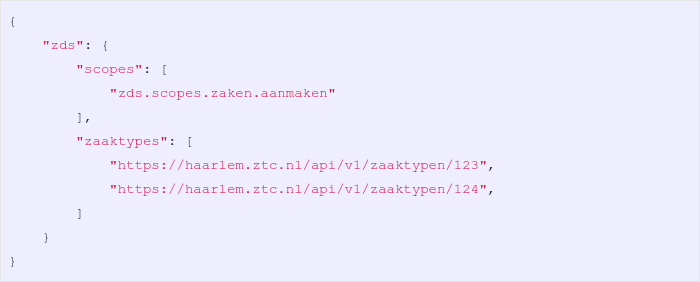 {
    "zds": {
        "scopes": [
            "zds.scopes.zaken.aanmaken"
        ],
        "zaaktypes": [
            "https://haarlem.ztc.nl/api/v1/zaaktypen/123",
            "https://haarlem.ztc.nl/api/v1/zaaktypen/124",
        ]
    }
}